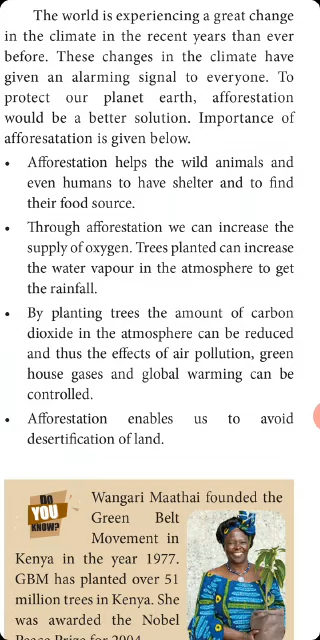 The world is experiencing a great change
in the climate in the recent years than ever
before. These changes in the climate have
given an alarming signal to everyone. To
protect our planet earth, afforestation
would be a better solution. Importance of
afforesatation is given below.
• Afforestation helps the wild animals and
even humans to have shelter and to find
their food source.
• Through afforestation we can increase the
supply of oxygen. Trees planted can increase
the water vapour in the atmosphere to get
the rainfall.
• By planting trees the amount of carbon
dioxide in the atmosphere can be reduced
and thus the effects of air pollution, green
house gases and global warming can be
controlled.
• Afforestation enables us to avoid
desertification of land.
DO
YOU
KNOW?
Wangari Maathai founded the
Green Belt
Movement in
Kenya in the year 1977.
GBM has planted over 51
million trees in Kenya. She
was awarded the Nobel
Peace Prize for 2004